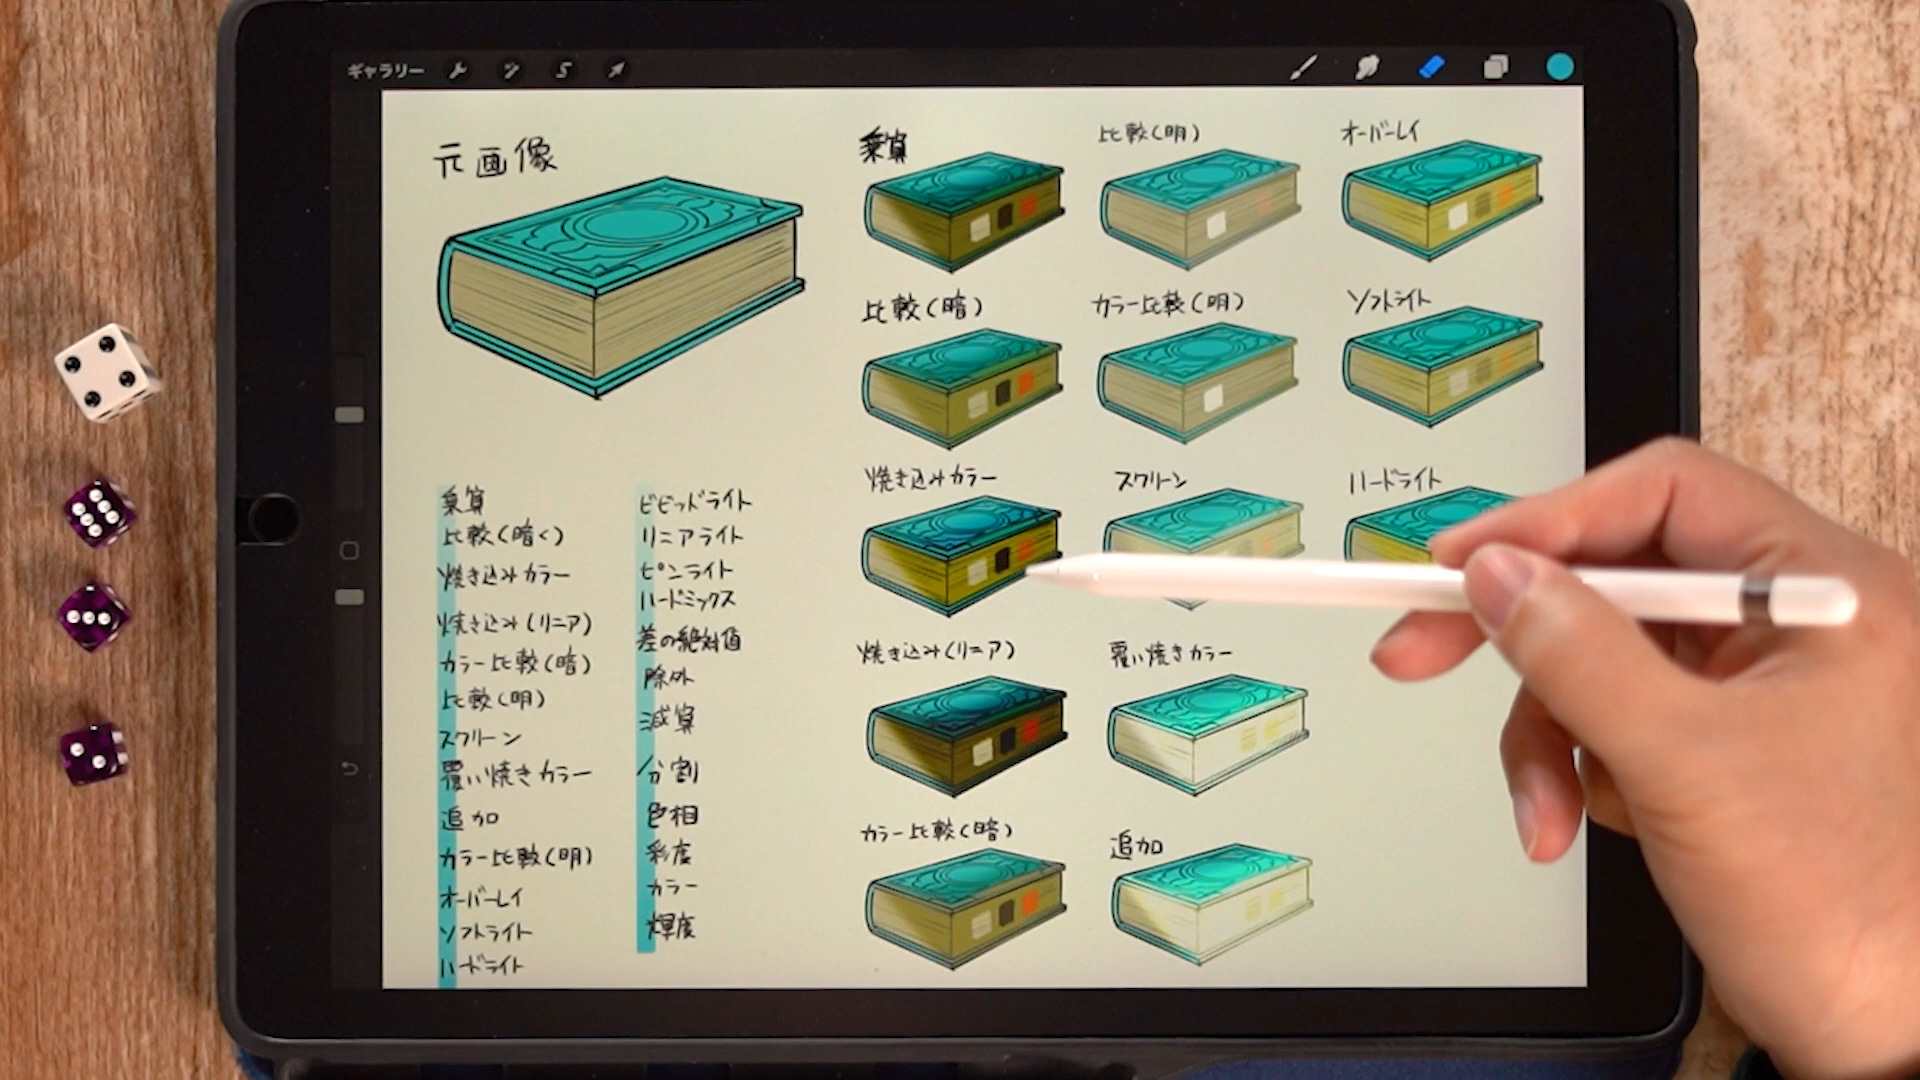 ギャラリー
元画像
乗算
比較(暗く)
焼き込みカラー
焼き込み(リニア)
カラー比較(暗)
比較(明)
スクリーン
覆い焼きカラー
追加
カラー比較(明)
オーバーレイ
ソフトライト
ハードライト
ビビッドライト
リニアライト
ピンライト
ハードミックス
差の絶対値
除外
減算
分割
色相
彩度
カラー
輝度
乗算
比較(暗)
焼き込みカラー
焼き込み(リニア)
カラー比較(暗)
比較(明)
カラー比較(明)
スクリーン
覆い焼きカラー
追加
オーバーレイ
ソフトライト
ハードライト